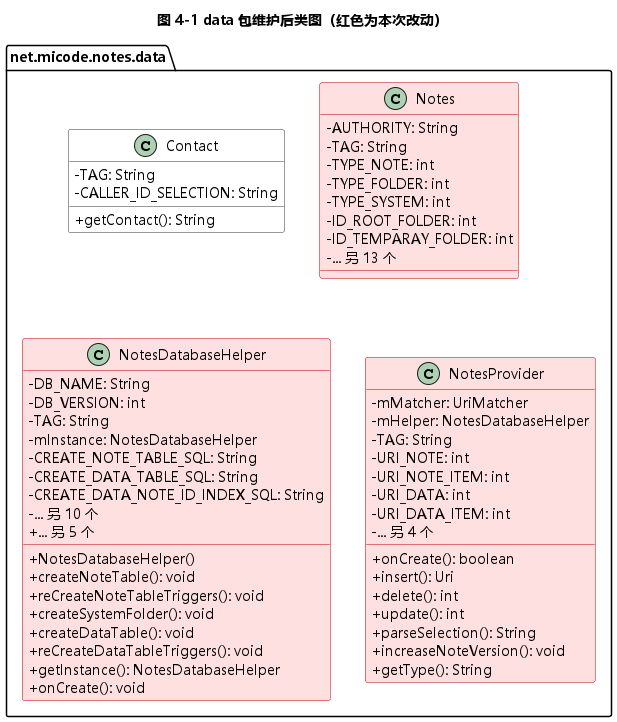 图 4-1 data 包维护后类图（红色为本次改动）
net.micode.notes.data
C Contact
-TAG: String
-CALLER_ID_SELECTION: String
+getContact(): String
C Notes
-AUTHORITY: String
-TAG: String
-TYPE_NOTE: int
-TYPE_FOLDER: int
-TYPE_SYSTEM: int
-ID_ROOT_FOLDER: int
-ID_TEMPARAY_FOLDER: int
-... 另 13 个
C NotesDatabaseHelper
-DB_NAME: String
-DB_VERSION: int
-TAG: String
-mInstance: NotesDatabaseHelper
-CREATE_NOTE_TABLE_SQL: String
-CREATE_DATA_TABLE_SQL: String
-CREATE_DATA_NOTE_ID_INDEX_SQL: String
-... 另 10 个
+... 另 5 个
+NotesDatabaseHelper()
+createNoteTable(): void
+reCreateNoteTableTriggers(): void
+createSystemFolder(): void
+createDataTable(): void
+reCreateDataTableTriggers(): void
+getInstance(): NotesDatabaseHelper
+onCreate(): void
C NotesProvider
-mMatcher: UriMatcher
-mHelper: NotesDatabaseHelper
-TAG: String
-URI_NOTE: int
-URI_NOTE_ITEM: int
-URI_DATA: int
-URI_DATA_ITEM: int
-... 另 4 个
+onCreate(): boolean
+insert(): Uri
+delete(): int
+update(): int
+parseSelection(): String
+increaseNoteVersion(): void
+getType(): String